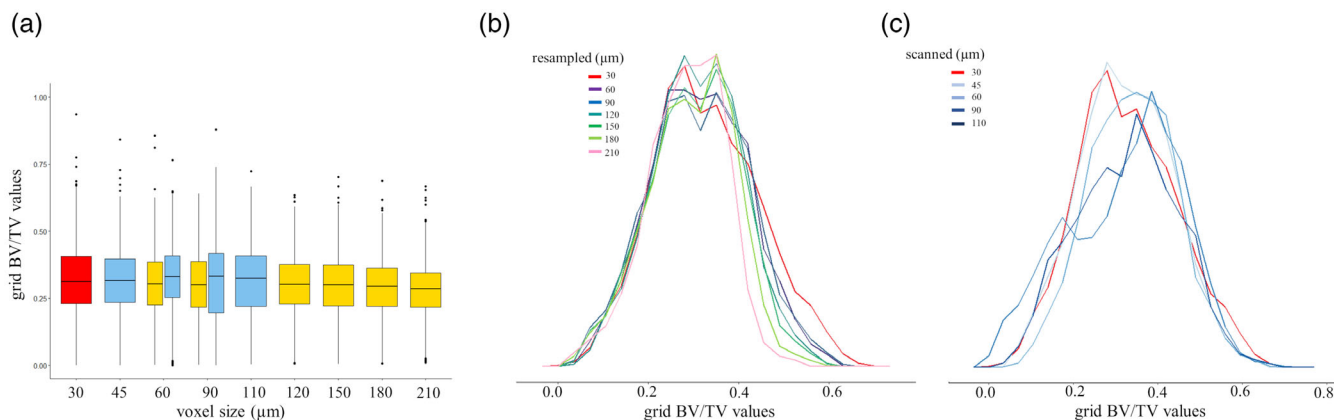 (a)
1.00
0.75
0.50
0.25
0.00
grid BV/TV values
30 45 60 90 110 120 150 180 210
voxel size (µm)
(b)
resampled (µm)
30
60
90
120
150
180
210
0.0 0.2 0.4 0.6
grid BV/TV values
(c)
scanned (µm)
30
45
60
90
110
0.0 0.2 0.4 0.6 0.8
grid BV/TV values